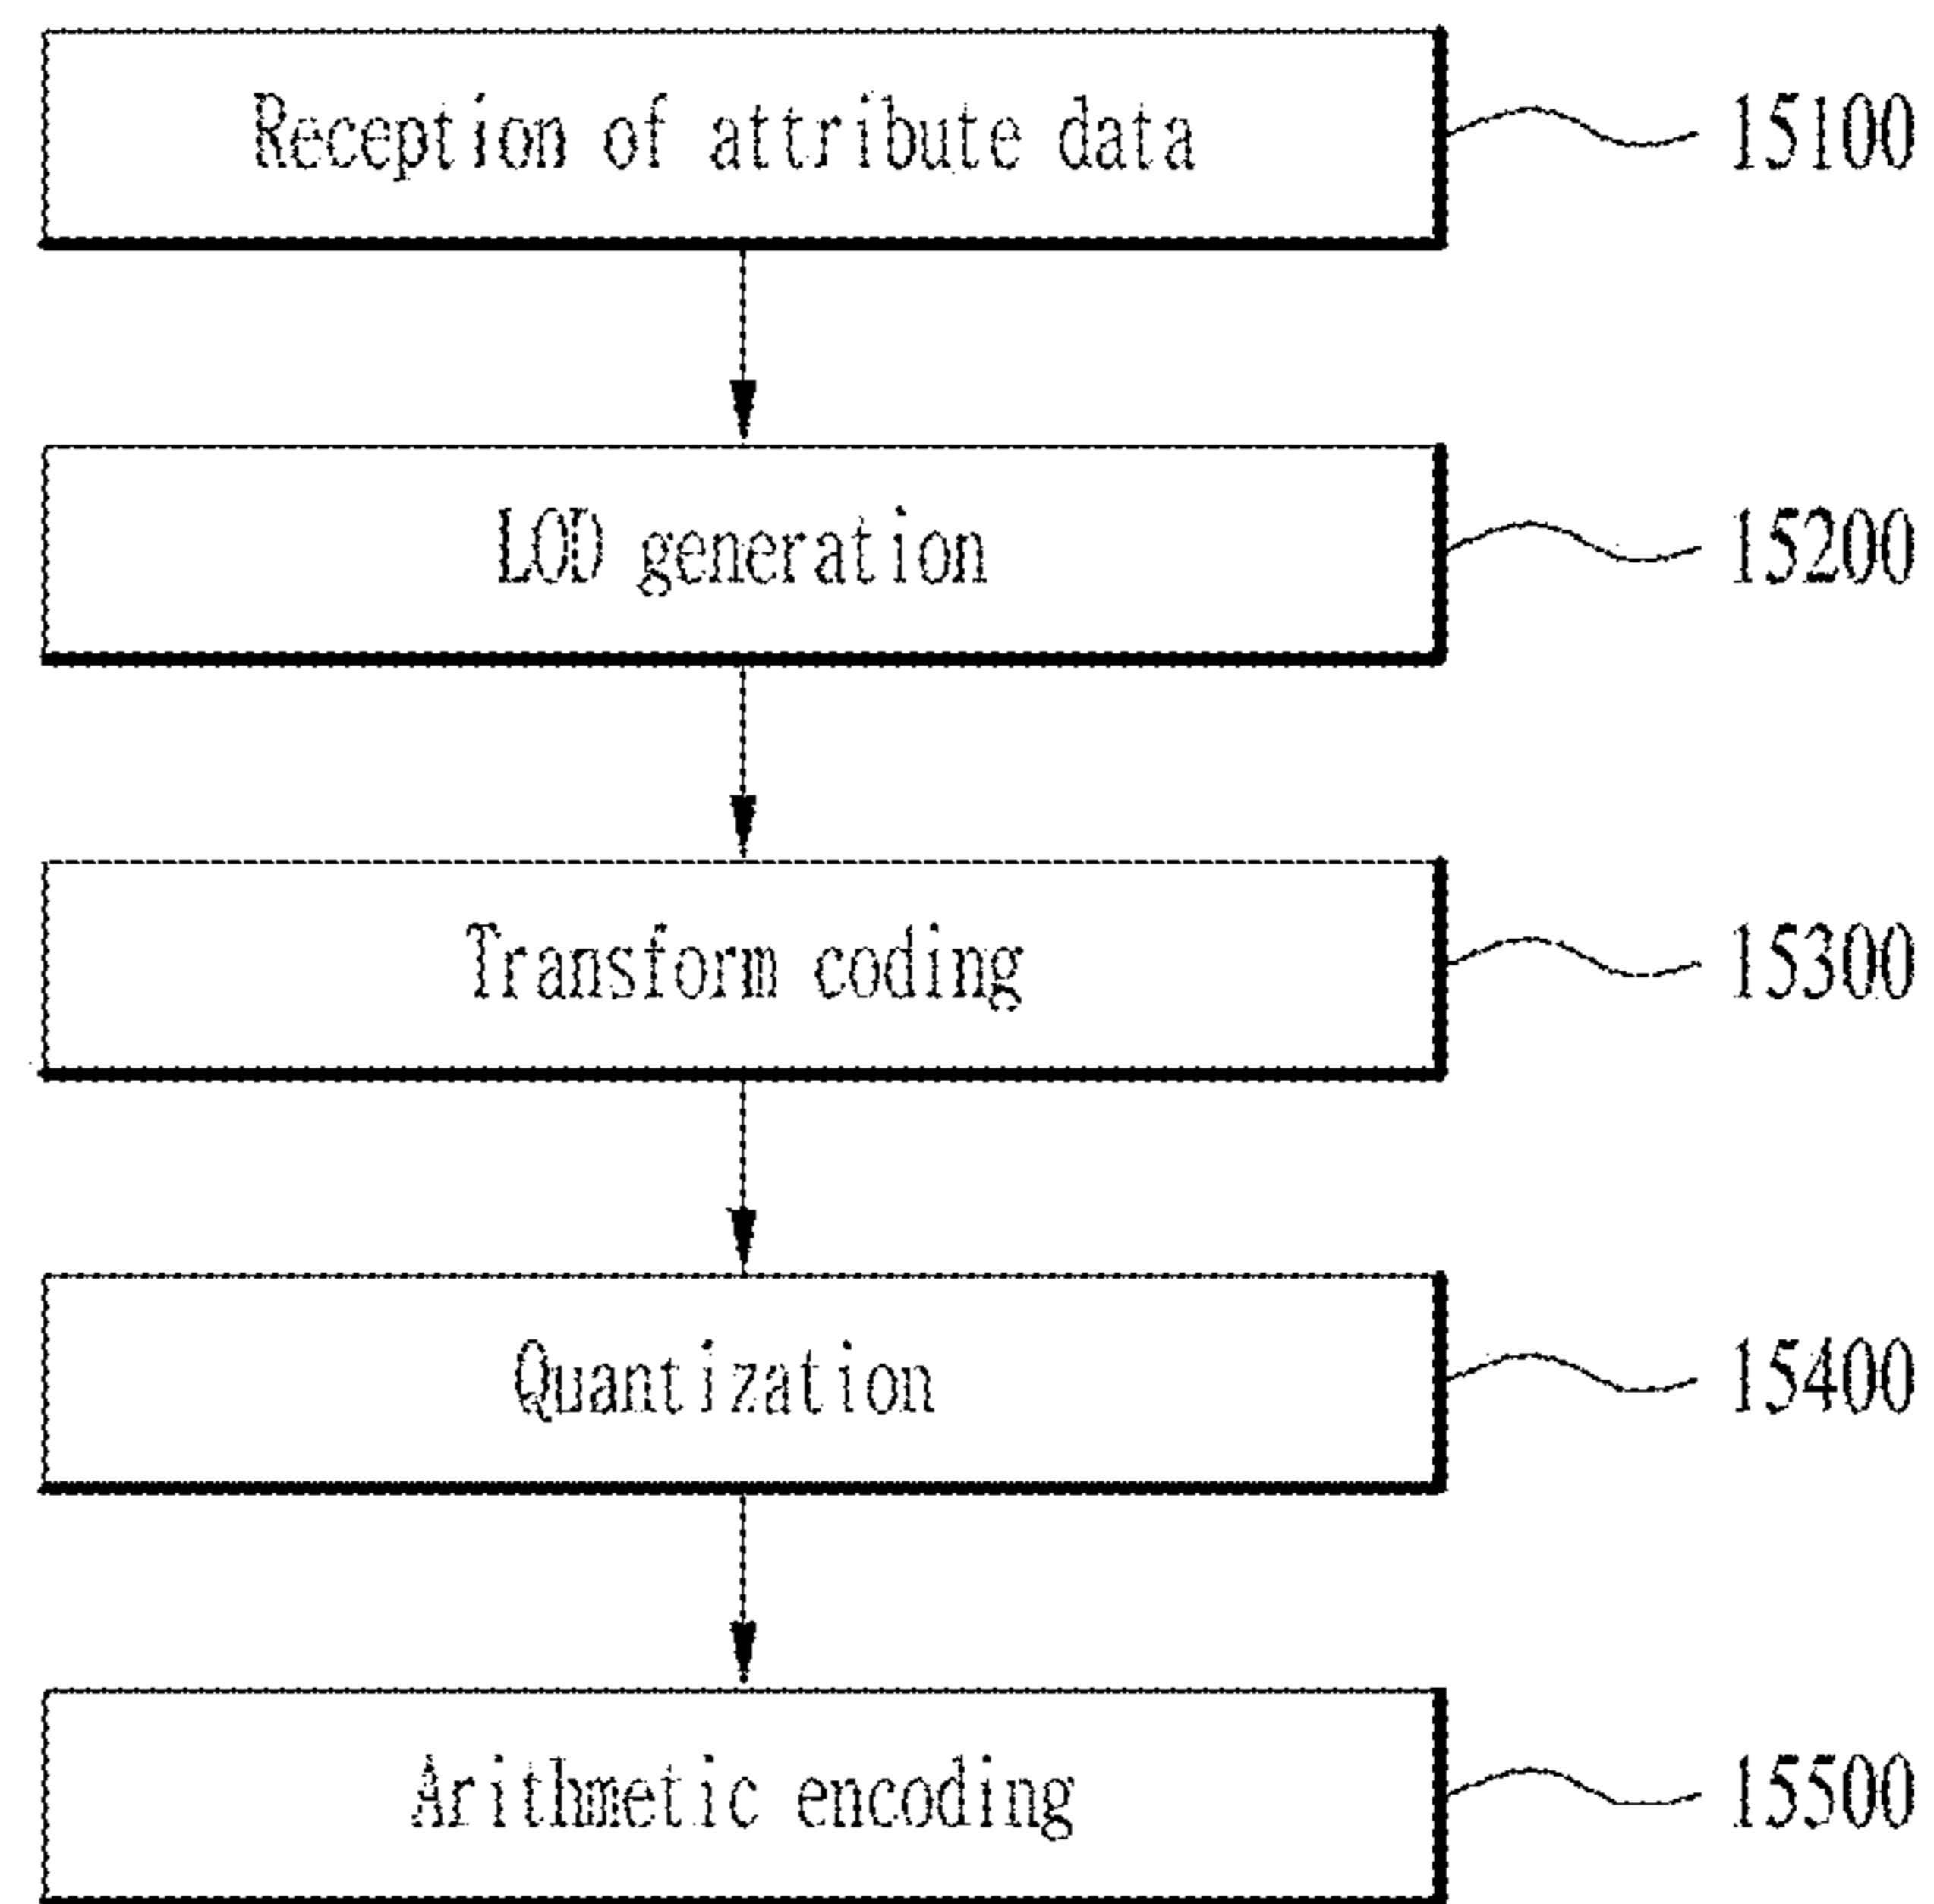 Reception of attribute data 15100
LOD generation 15200
Transform coding 15300
Quantization 15400
Arithmetic encoding 15500